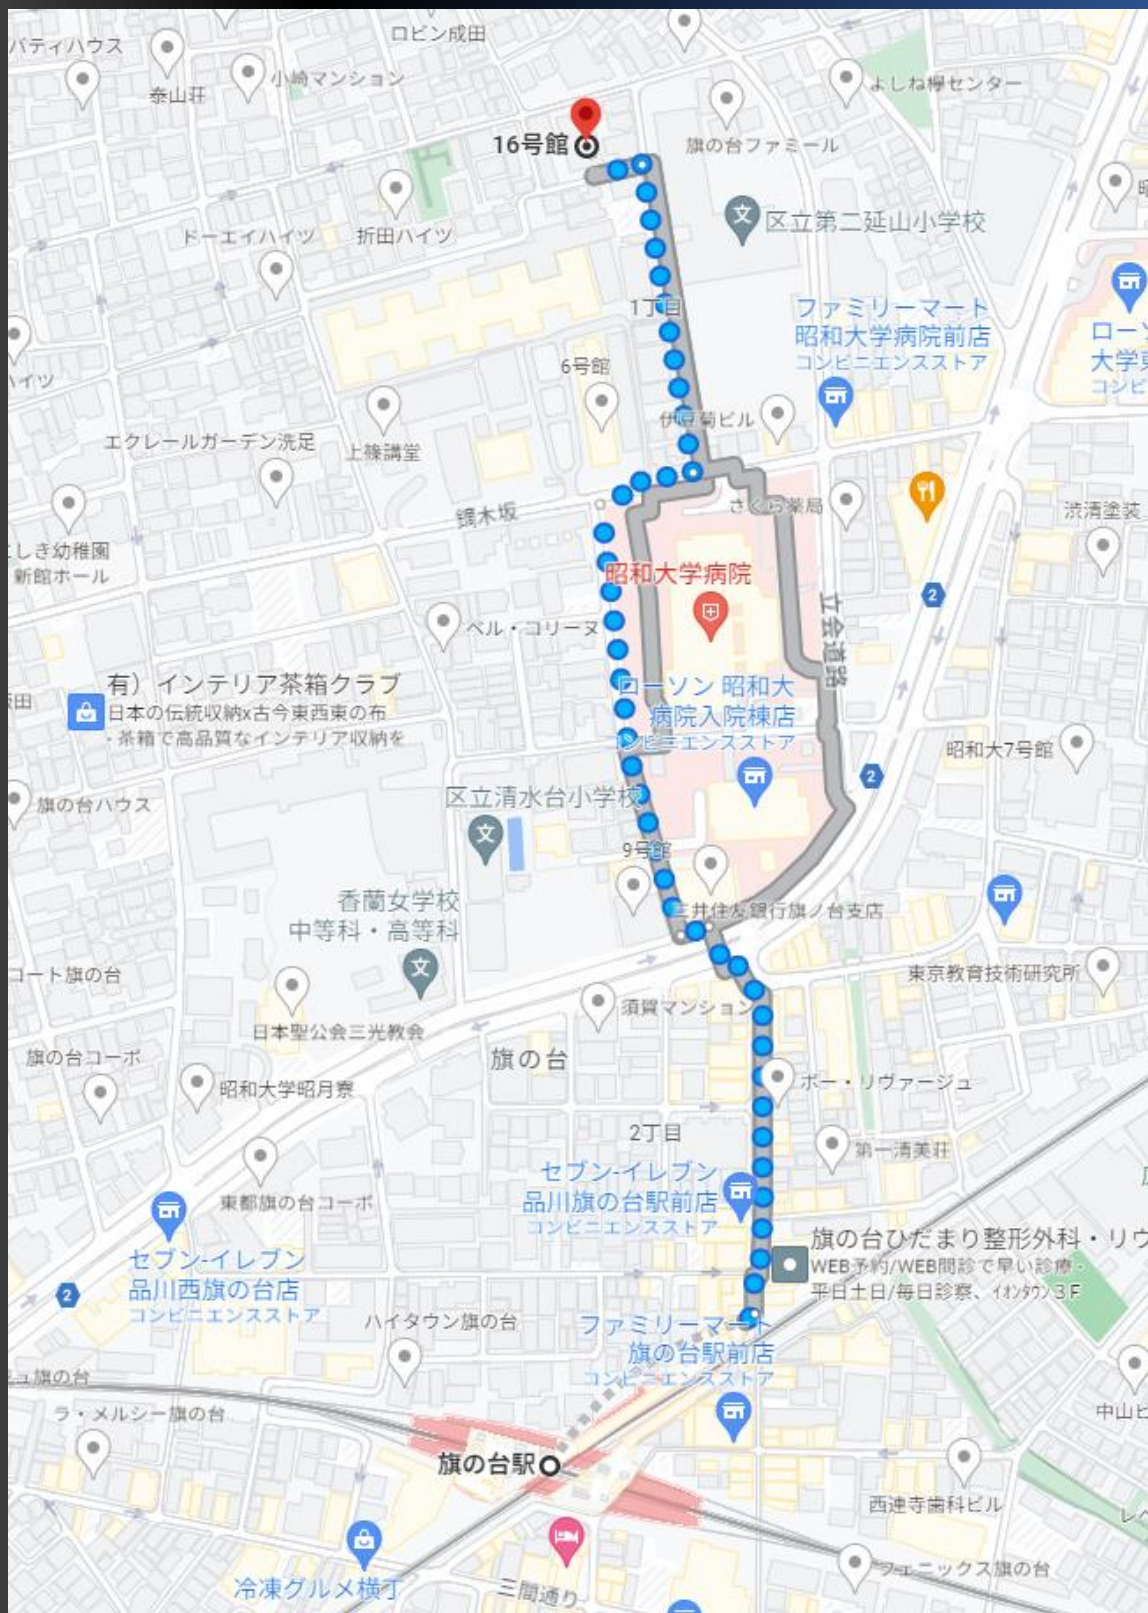 ロビン成田
パティハウス
小崎マンション
泰山荘
よしね欅センター
16号館
旗の台ファミール
区立第二延山小学校
ドーエイハイツ
折田ハイツ
1丁目
ファミリーマート
昭和大学病院前店
コンビニエンスストア
6号館
伊豆菊ビル
エクレールガーデン洗足
上篠講堂
さくら薬局
鏑木坂
渋清塗装
新館ホール
昭和大学病院
立会道路
ベル・コリーヌ
有）インテリア茶箱クラブ
日本の伝統収納x古今東西東の布
・茶箱で高品質なインテリア収納を
ローソン 昭和大
病院入院棟店
コンビニエンスストア
2
昭和大7号館
2
旗の台ハウス
区立清水台小学校
9号館
香蘭女学校
中等科・高等科
三井住友銀行旗ノ台支店
コート旗の台
東京教育技術研究所
須賀マンション
日本聖公会三光教会
旗の台コーポ
旗の台
昭和大学昭月寮
ボー・リヴァージュ
2丁目
第一清美荘
セブン-イレブン
品川旗の台駅前店
コンビニエンスストア
東都旗の台コーポ
セブン-イレブン
品川西旗の台店
コンビニエンスストア
2
旗の台ひだまり整形外科・リウ
WEB予約/WEB問診で早い診療・
平日土日/毎日診察、イオンタウン3F
ハイタウン旗の台
ファミリーマート
旗の台駅前店
コンビニエンスストア
ラ・メルシー旗の台
旗の台駅
西連寺歯科ビル
フェニックス旗の台
冷凍グルメ横丁
三間通り